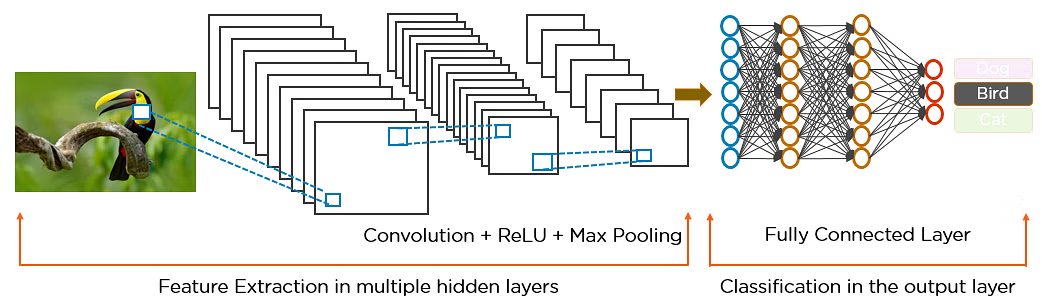 Dog
Bird
Cat
Convolution + ReLU + Max Pooling
Fully Connected Layer
Feature Extraction in multiple hidden layers
Classification in the output layer